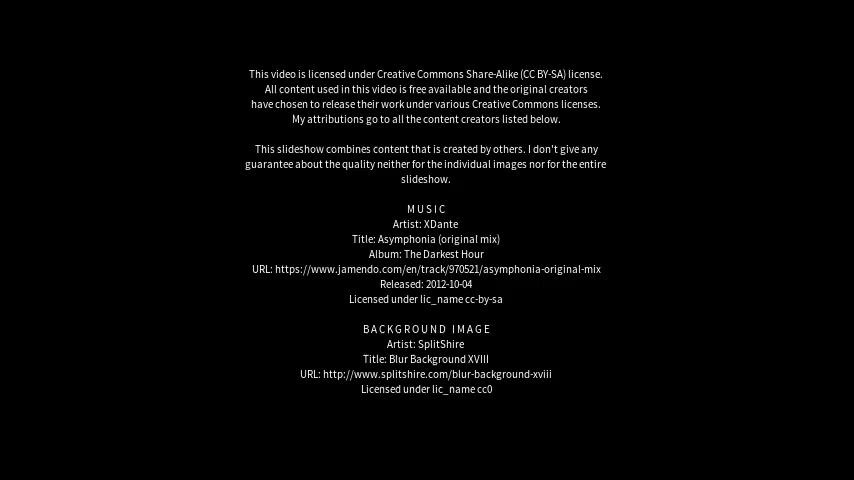 This video is licensed under Creative Commons Share-Alike (CC BY-SA) license.
All content used in this video is free available and the original creators
have chosen to release their work under various Creative Commons licenses.
My attributions go to all the content creators listed below.
This slideshow combines content that is created by others. I don't give any
guarantee about the quality neither for the individual images nor for the entire
slideshow.
MUSIC
Artist: XDante
Title: Asymphonia (original mix)
Album: The Darkest Hour
URL: https://www.jamendo.com/en/track/970521/asymphonia-original-mix
Released: 2012-10-04
Licensed under lic_name cc-by-sa
BACKGROUND IMAGE
Artist: SplitShire
Title: Blur Background XVIII
URL: http://www.splitshire.com/blur-background-xviii
Licensed under lic_name cc0